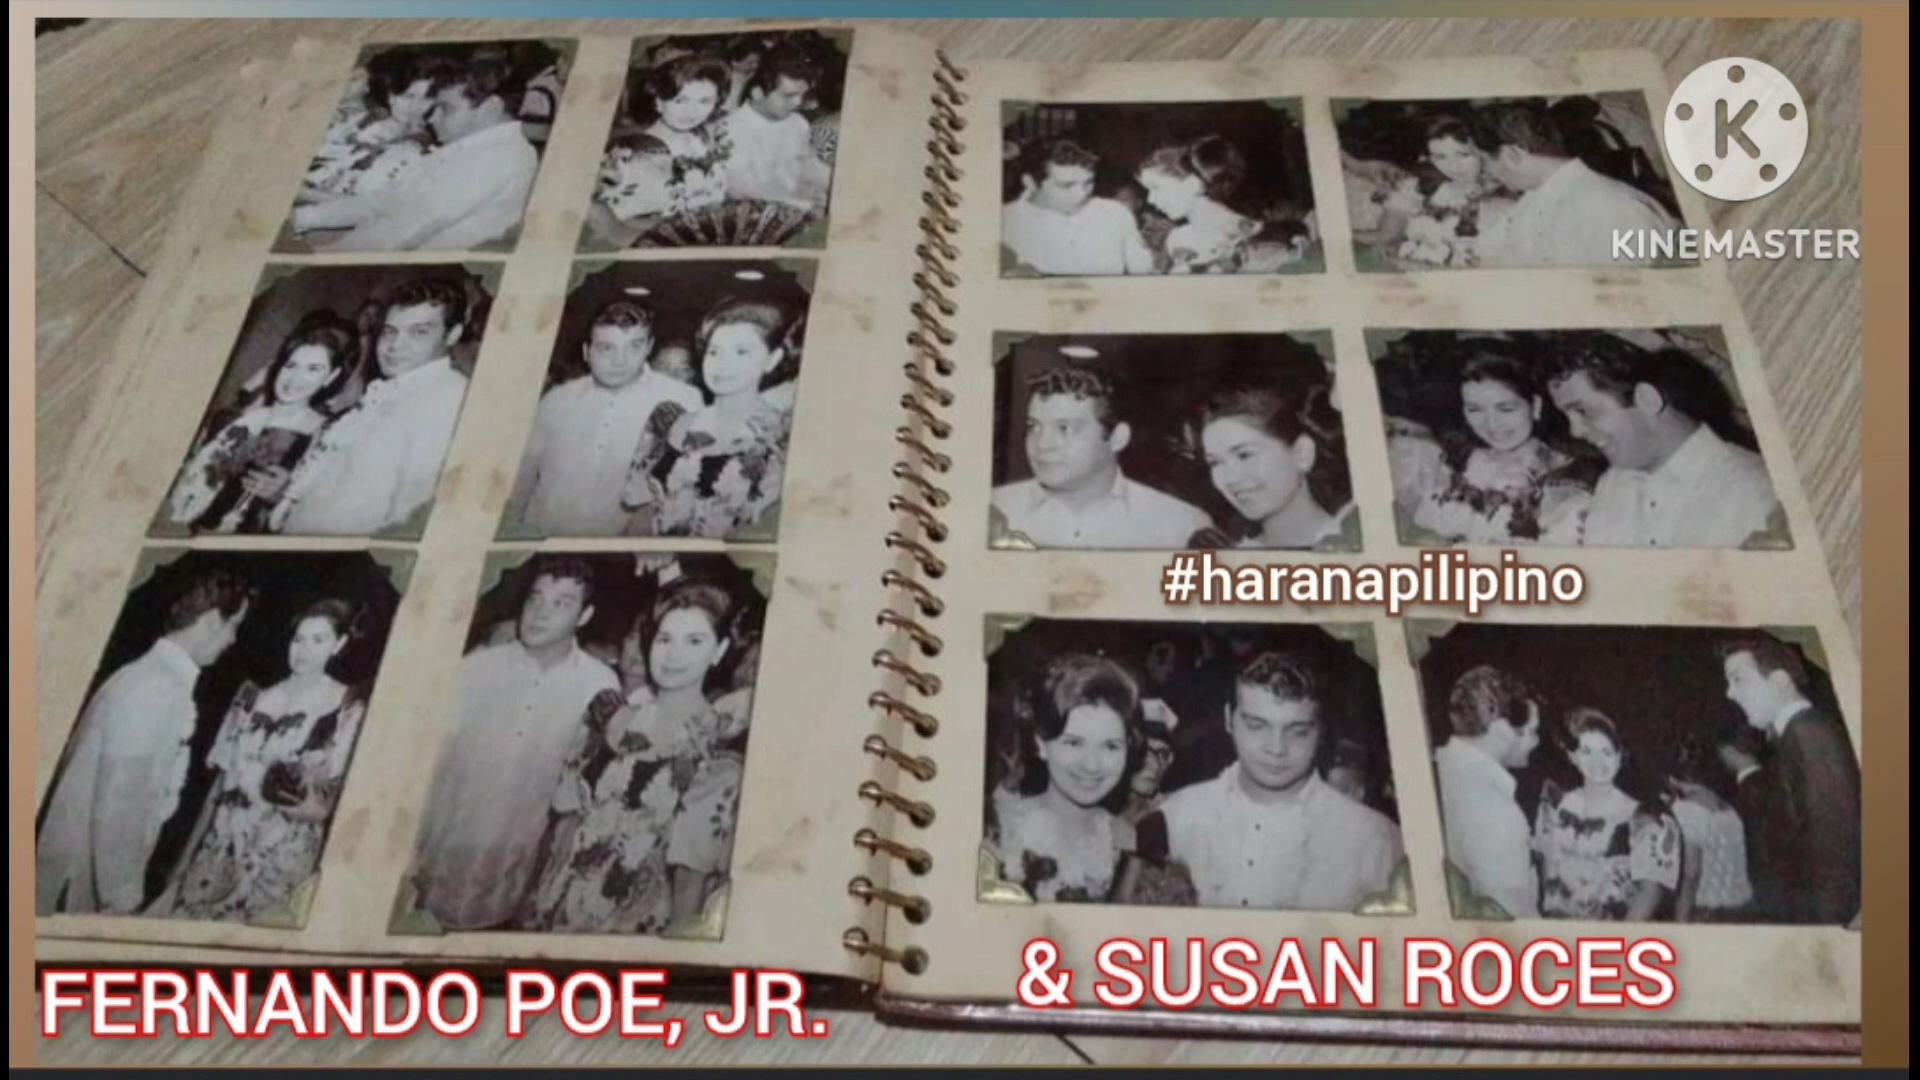 K
KINEMASTER
#haranapilipino
FERNANDO POE, JR.
& SUSAN ROCES